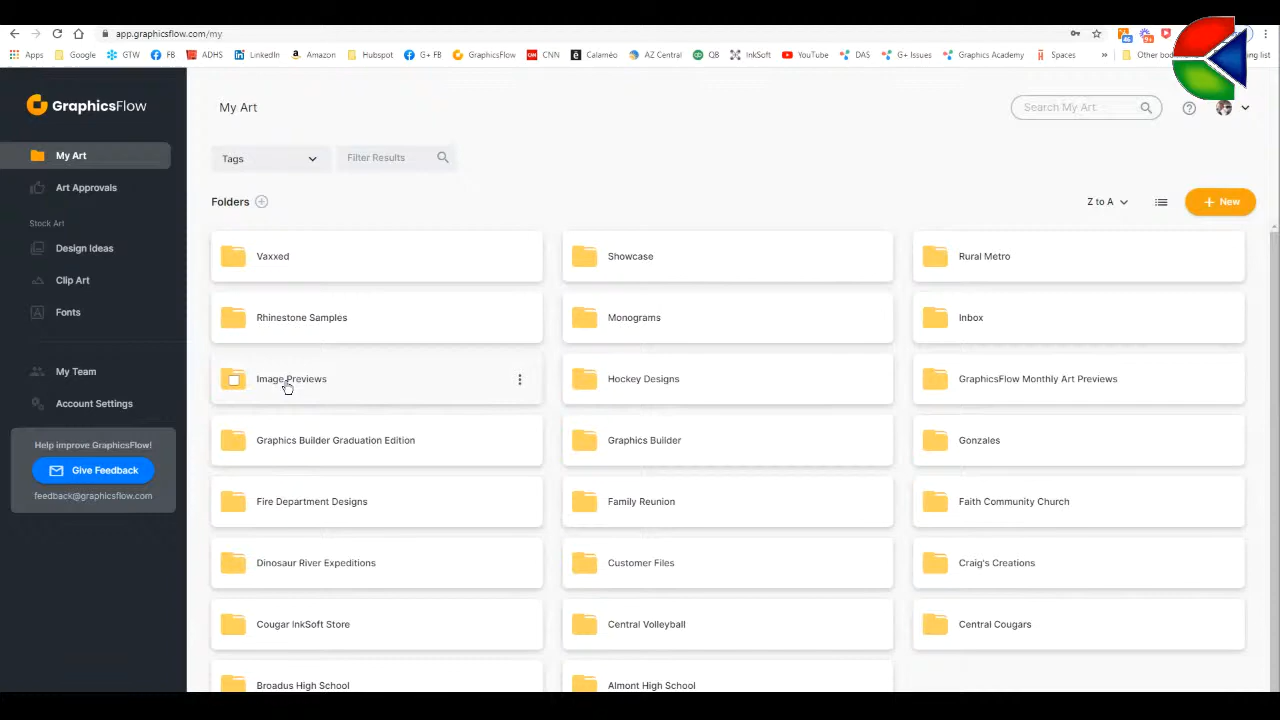 app.graphicsflow.com/my
Apps Google GTW FB ADHS LinkedIn Amazon Hubspot G+ FB GraphicsFlow CNN Calaméo AZ Central QB InkSoft YouTube DAS G+ Issues Graphics Academy Spaces » Other boo ing list
GraphicsFlow
My Art
Search My Art
My Art
Tags
Filter Results
Art Approvals
Folders
Z to A
+ New
Stock Art
Design Ideas
Vaxxed
Showcase
Rural Metro
Clip Art
Fonts
Rhinestone Samples
Monograms
Inbox
My Team
Image Previews
Hockey Designs
GraphicsFlow Monthly Art Previews
Account Settings
Help improve GraphicsFlow!
Graphics Builder Graduation Edition
Graphics Builder
Gonzales
Give Feedback
feedback@graphicsflow.com
Fire Department Designs
Family Reunion
Faith Community Church
Dinosaur River Expeditions
Customer Files
Craig's Creations
Cougar InkSoft Store
Central Volleyball
Central Cougars
Broadus High School
Almont High School